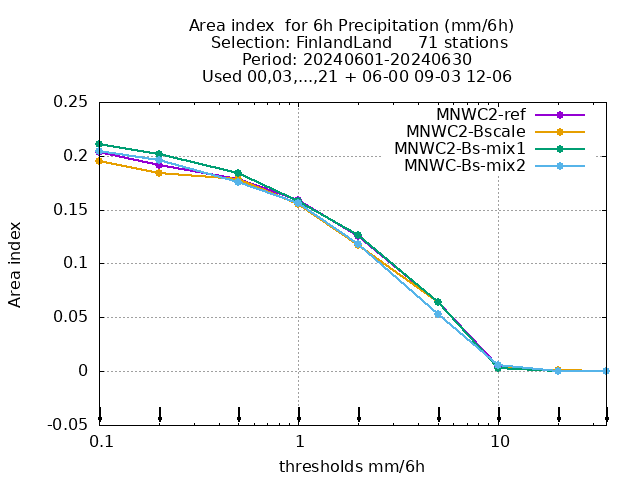 Area index  for 6h Precipitation (mm/6h)
Selection: FinlandLand     71 stations
Period: 20240601-20240630
Used 00,03,...,21 + 06-00 09-03 12-06
MNWC2-ref
MNWC2-Bscale
MNWC2-Bs-mix1
MNWC-Bs-mix2
0.25
0.2
0.15
0.1
0.05
0
-0.05
Area index
0.1 1 10
thresholds mm/6h